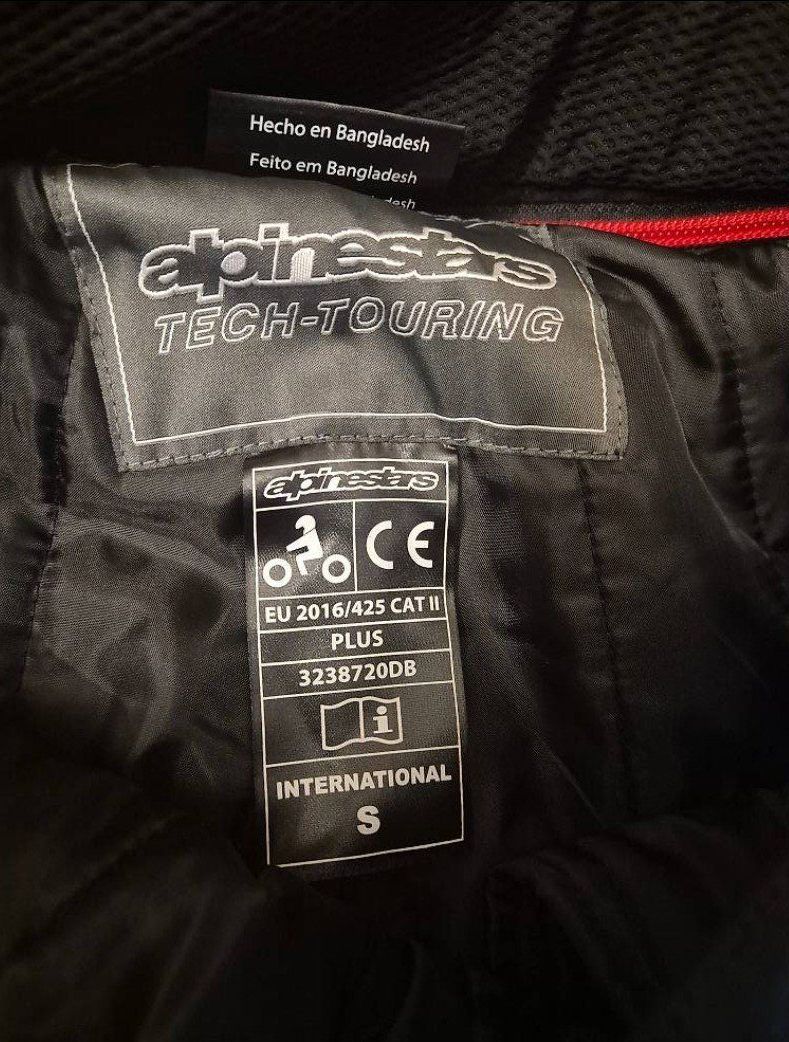 Hecho en Bangladesh
Feito em Bangladesh
alpinestars
TECH-TOURING
alpinestars
CE
EU 2016/425 CAT II
PLUS
3238720DB
i
INTERNATIONAL
S